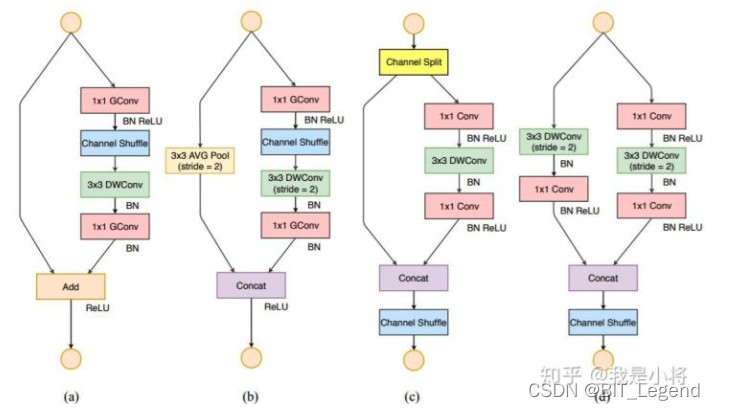 1x1 GConv
BN ReLU
Channel Shuffle
3x3 DWConv
BN
1x1 GConv
BN
Add
ReLU
(a)
3x3 AVG Pool
(stride = 2)
1x1 GConv
BN ReLU
Channel Shuffle
3x3 DWConv
(stride = 2)
BN
1x1 GConv
BN
Concat
ReLU
(b)
Channel Split
1x1 Conv
BN ReLU
3x3 DWConv
BN
1x1 Conv
BN ReLU
Concat
Channel Shuffle
(c)
3x3 DWConv
(stride = 2)
BN
1x1 Conv
BN ReLU
1x1 Conv
BN ReLU
3x3 DWConv
(stride = 2)
BN
1x1 Conv
BN ReLU
Concat
Channel Shuffle
(d)
知乎 @我是小将
CSDN @BIT_Legend